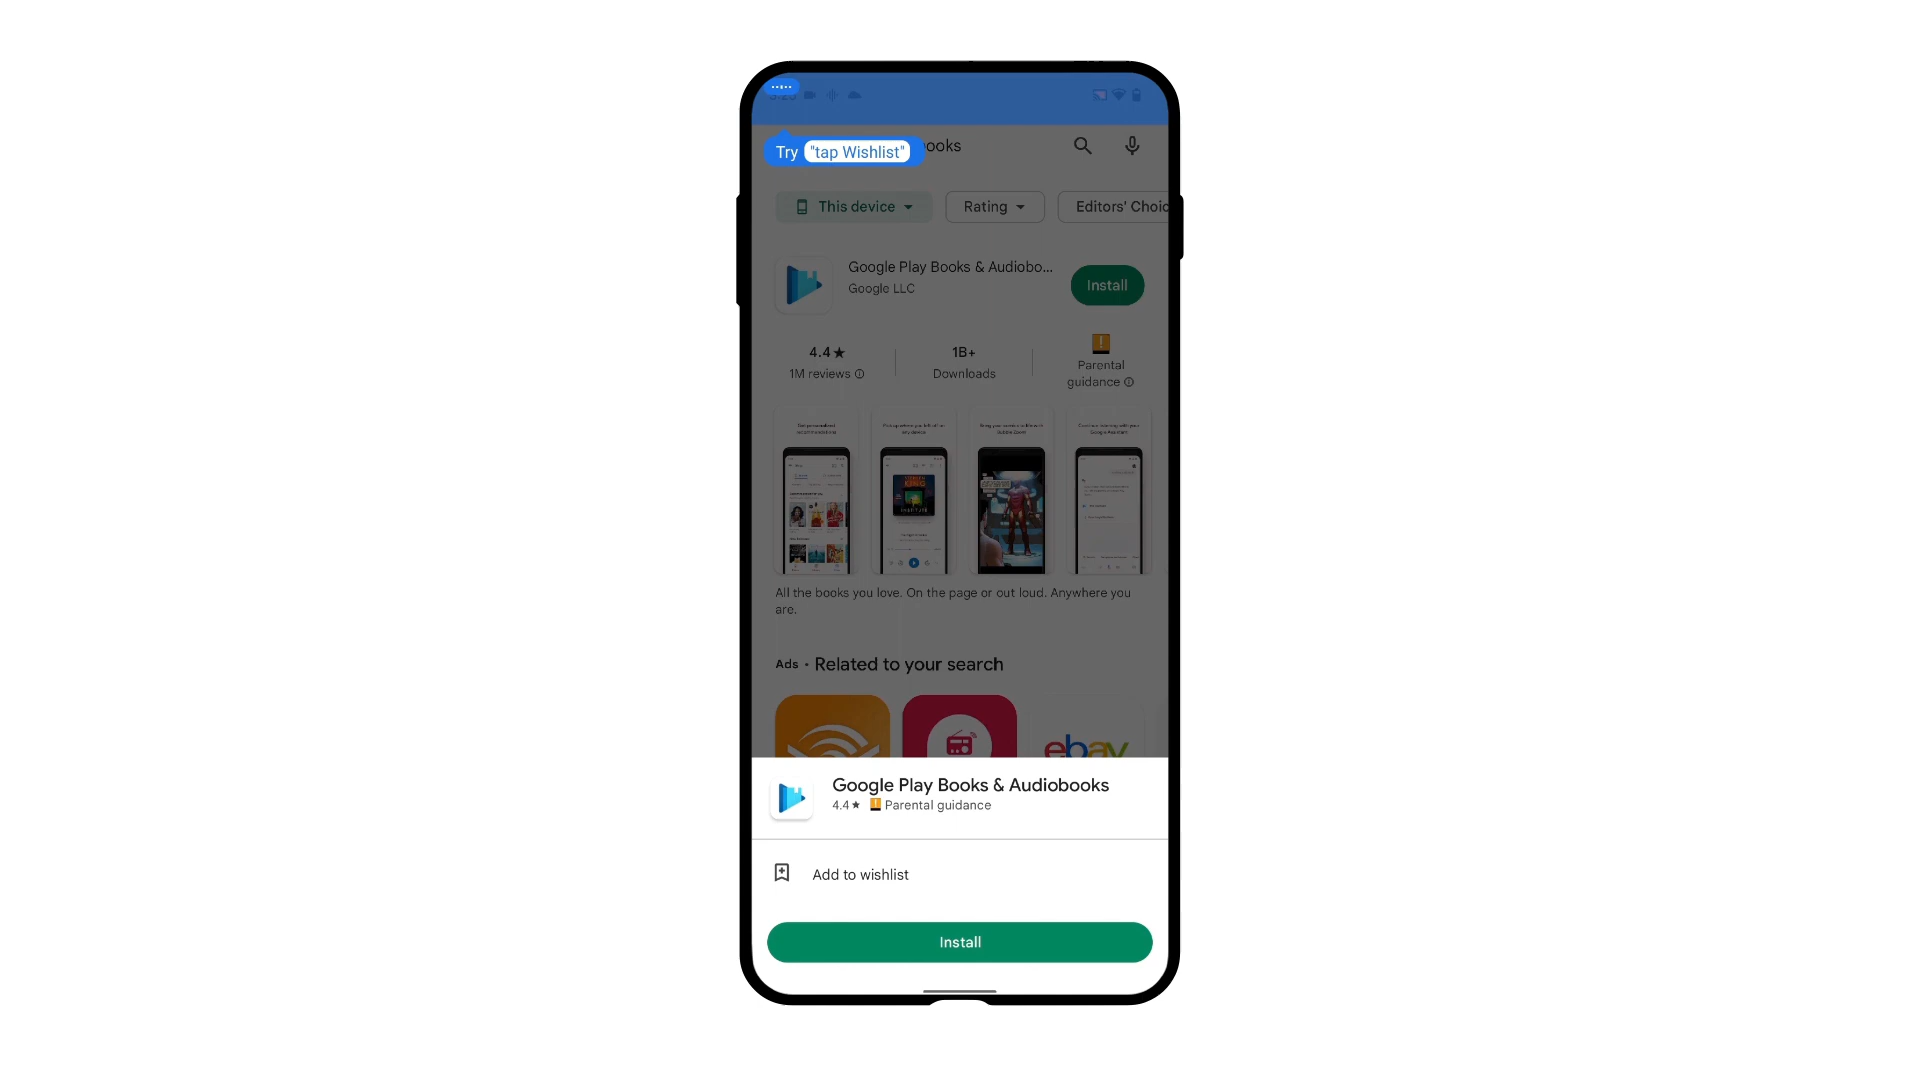 Try "tap Wishlist"
ooks
This device
Rating
Editors' Choic
Google Play Books & Audiobo...
Google LLC
Install
4.4★
1M reviews
1B+
Downloads
Parental
guidance
All the books you love. On the page or out loud. Anywhere you
are.
Ads • Related to your search
ebay
Google Play Books & Audiobooks
4.4★ Parental guidance
Add to wishlist
Install